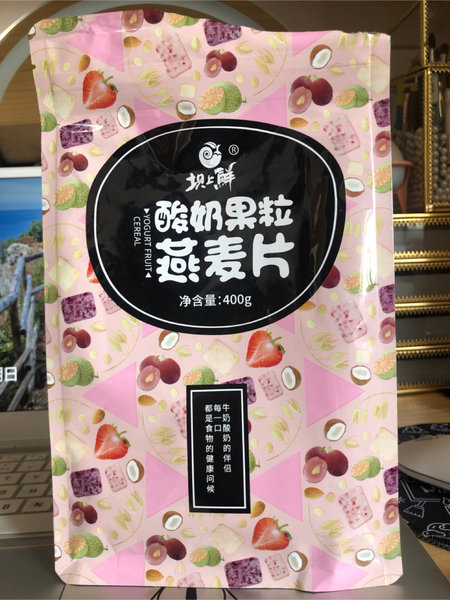 坝上鲜®
酸奶果粒
燕麦片
YOGURT FRUIT
CEREAL
净含量:400g
牛奶酸奶的伴侣
每一口
都是食物的健康问候
日